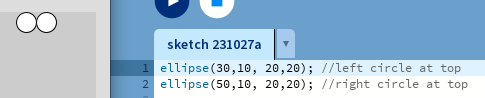 sketch 231027a
1 ellipse(30,10, 20,20); //left circle at top
2 ellipse(50,10, 20,20); //right circle at top